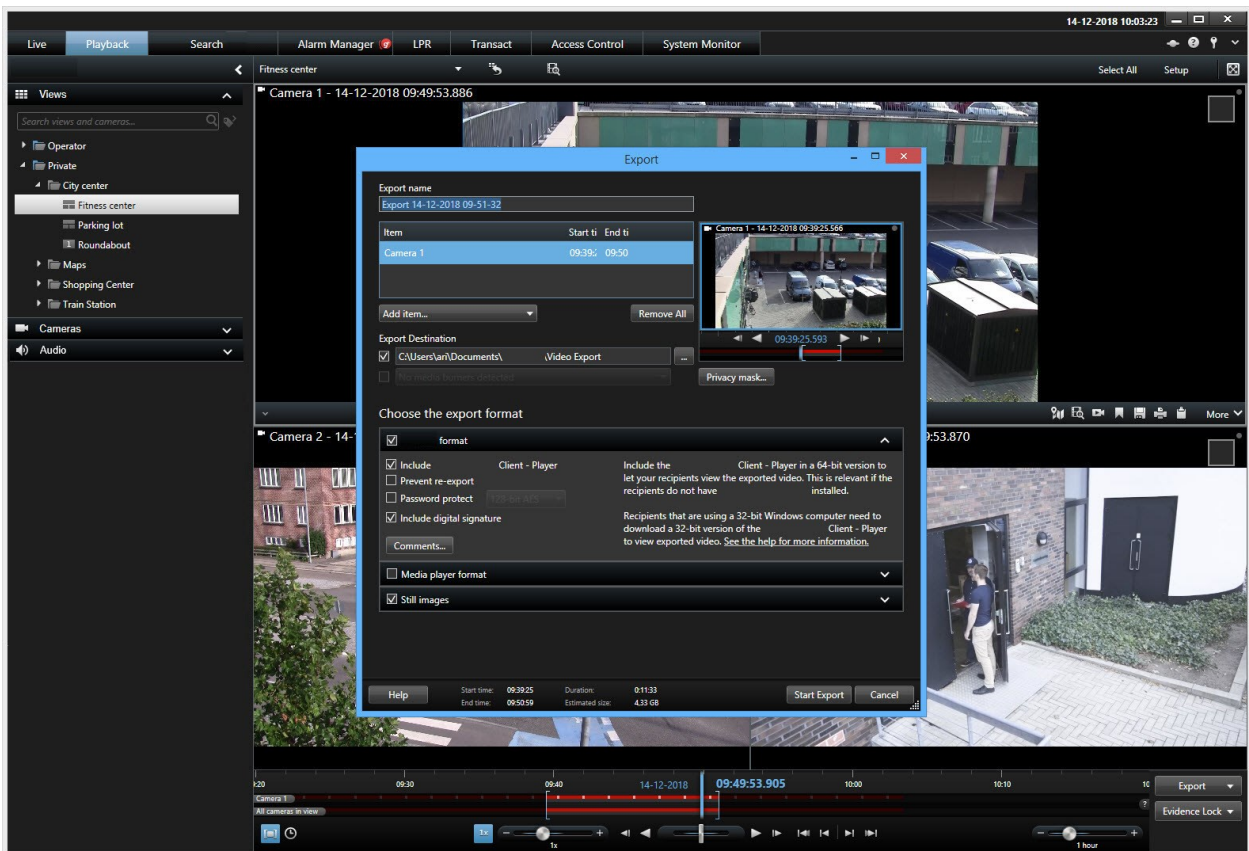 14-12-2018 10:03:23
Live Playback Search Alarm Manager LPR Transact Access Control System Monitor
Fitness center Select All Setup
Views
Search views and cameras...
Operator
Private
City center
Fitness center
Parking lot
1 Roundabout
Maps
Shopping Center
Train Station
Cameras
Audio
Camera 1 - 14-12-2018 09:49:53.886
Export
Export name
Export 14-12-2018 09-51-32
Item Start ti End ti
Camera 1 09:39: 09:50
Add item... Remove All
Camera 1 - 14-12-2018 09:39:25.566
09:39:25.593
Export Destination
C:\Users\ari\Documents\ \Video Export ...
No media burners detected
Privacy mask...
Choose the export format
format
Include Client - Player
Prevent re-export
Password protect
Include digital signature
Comments...
Include the Client - Player in a 64-bit version to
let your recipients view the exported video. This is relevant if the
recipients do not have installed.
Recipients that are using a 32-bit Windows computer need to
download a 32-bit version of the Client - Player
to view exported video. See the help for more information.
Media player format
Still images
Help
Start time: 09:39:25 Duration: 0:11:33
End time: 09:50:59 Estimated size: 4,33 GB
Start Export Cancel
More
Camera 2 - 14-
9:53.870
:20 09:30 09:40 14-12-2018 09:49:53.905 10:00 10:10 10
Camera 1
All cameras in view
Export
Evidence Lock
1x
1x
1 hour